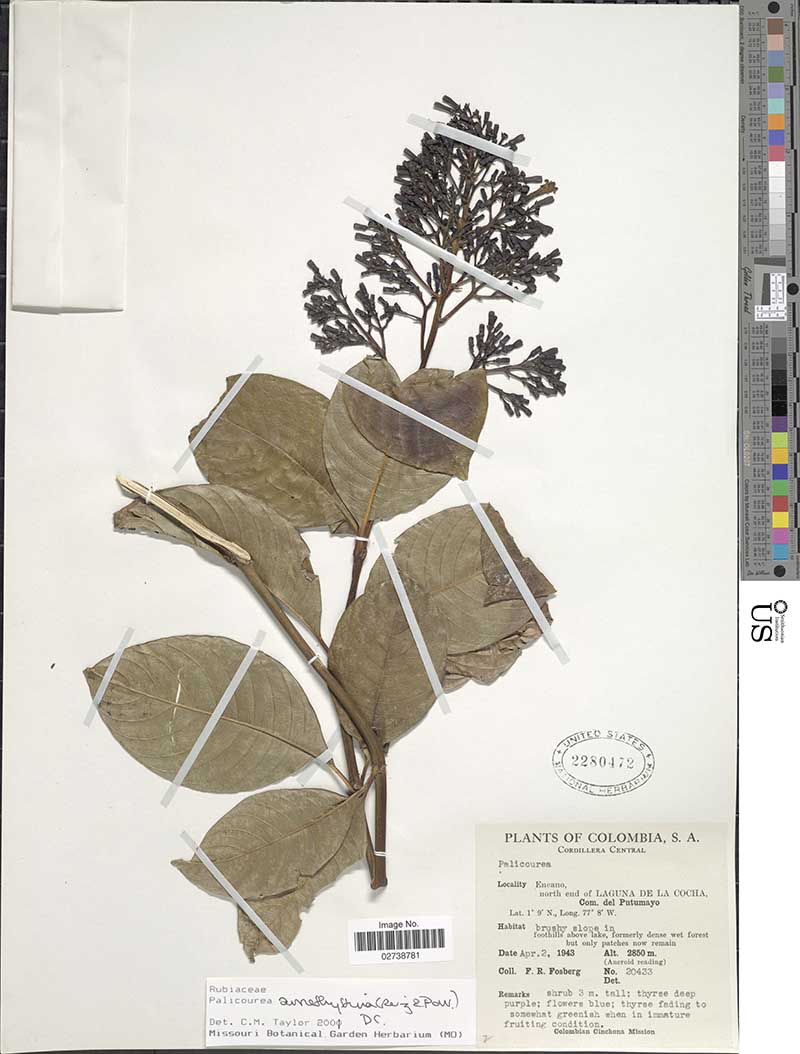 Golden Thread
Smithsonian
Institution
US
UNITED STATES
2280472
NATIONAL HERBARIUM
PLANTS OF COLOMBIA, S. A.
CORDILLERA CENTRAL
Palicourea
Locality Encano,
north end of LAGUNA DE LA COCHA,
Com. del Putumayo
Lat. 1° 9' N., Long. 77° 8' W.
Habitat brushy slope in
foothills above lake, formerly dense wet forest
but only patches now remain
Date Apr. 2, 1943 Alt. 2850 m.
(Aneroid reading)
Coll. F. R. Fosberg No. 20433
Det.
Remarks shrub 3 m. tall; thyrse deep
purple; flowers blue; thyrse fading to
somewhat greenish when in immature
fruiting condition.
Colombian Cinchona Mission
Image No.
02738781
Rubiaceae
Palicourea amethystina (Ruiz & Pav.)
DC.
Det. C.M. Taylor
Missouri Botanical Garden Herbarium (MO)